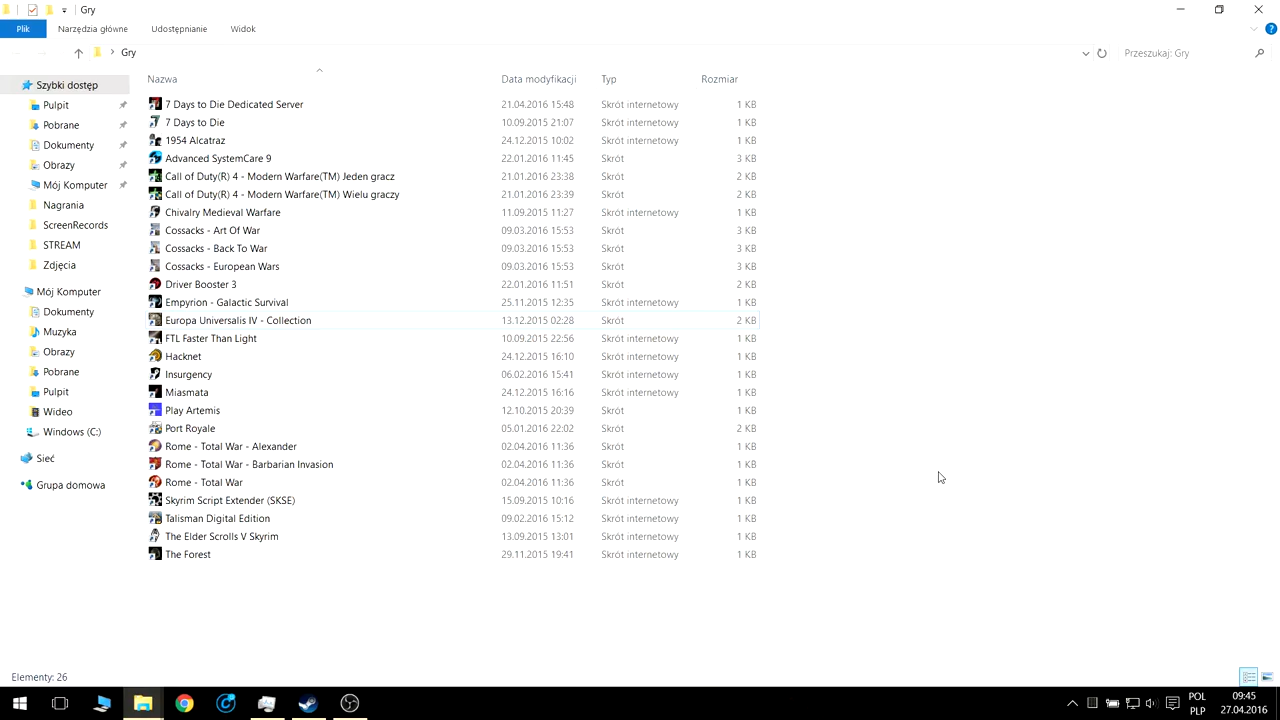 Gry
Plik Narzędzia główne Udostępnianie Widok
Gry Przeszukaj: Gry
Szybki dostęp
Pulpit
Pobrane
Dokumenty
Obrazy
Mój Komputer
Nagrania
ScreenRecords
STREAM
Zdjęcia
Mój Komputer
Dokumenty
Muzyka
Obrazy
Pobrane
Pulpit
Wideo
Windows (C:)
Sieć
Grupa domowa
Nazwa Data modyfikacji Typ Rozmiar
7 Days to Die Dedicated Server 21.04.2016 15:48 Skrót internetowy 1 KB
7 Days to Die 10.09.2015 21:07 Skrót internetowy 1 KB
1954 Alcatraz 24.12.2015 10:02 Skrót internetowy 1 KB
Advanced SystemCare 9 22.01.2016 11:45 Skrót 3 KB
Call of Duty(R) 4 - Modern Warfare(TM) Jeden gracz 21.01.2016 23:38 Skrót 2 KB
Call of Duty(R) 4 - Modern Warfare(TM) Wielu graczy 21.01.2016 23:39 Skrót 2 KB
Chivalry Medieval Warfare 11.09.2015 11:27 Skrót internetowy 1 KB
Cossacks - Art Of War 09.03.2016 15:53 Skrót 3 KB
Cossacks - Back To War 09.03.2016 15:53 Skrót 3 KB
Cossacks - European Wars 09.03.2016 15:53 Skrót 3 KB
Driver Booster 3 22.01.2016 11:51 Skrót 2 KB
Empyrion - Galactic Survival 25.11.2015 12:35 Skrót internetowy 1 KB
Europa Universalis IV - Collection 13.12.2015 02:28 Skrót 2 KB
FTL Faster Than Light 10.09.2015 22:56 Skrót internetowy 1 KB
Hacknet 24.12.2015 16:10 Skrót internetowy 1 KB
Insurgency 06.02.2016 15:41 Skrót internetowy 1 KB
Miasmata 24.12.2015 16:16 Skrót internetowy 1 KB
Play Artemis 12.10.2015 20:39 Skrót 1 KB
Port Royale 05.01.2016 22:02 Skrót 2 KB
Rome - Total War - Alexander 02.04.2016 11:36 Skrót 1 KB
Rome - Total War - Barbarian Invasion 02.04.2016 11:36 Skrót 1 KB
Rome - Total War 02.04.2016 11:36 Skrót 1 KB
Skyrim Script Extender (SKSE) 15.09.2015 10:16 Skrót internetowy 1 KB
Talisman Digital Edition 09.02.2016 15:12 Skrót internetowy 1 KB
The Elder Scrolls V Skyrim 13.09.2015 13:01 Skrót internetowy 1 KB
The Forest 29.11.2015 19:41 Skrót internetowy 1 KB
Elementy: 26
POL 09:45
PLP 27.04.2016